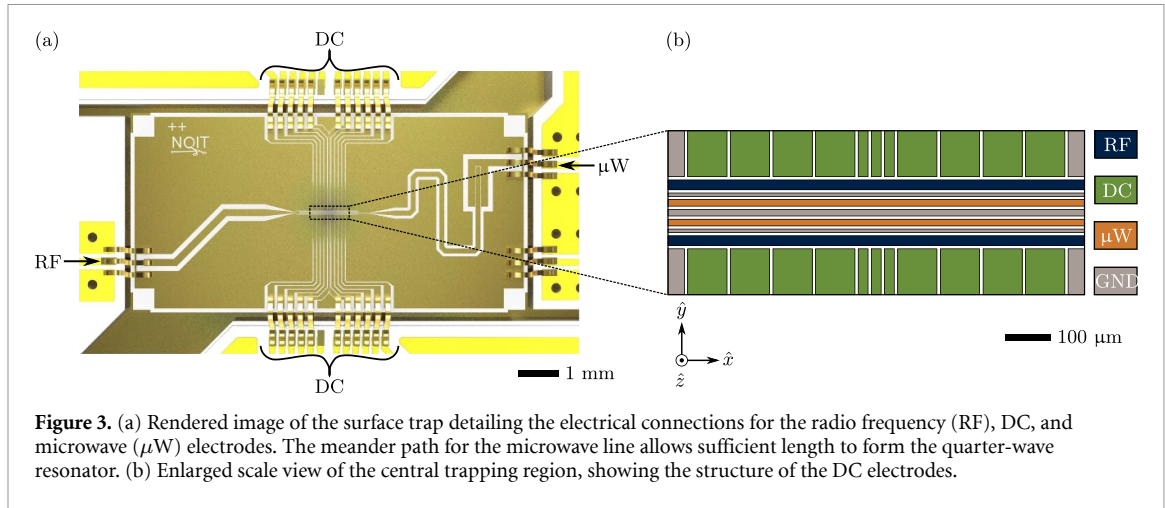 (a)
DC
++
NQIT
RF
μW
DC
1 mm
(b)
RF
DC
μW
GND
ŷ
x̂
ẑ
100 μm
Figure 3. (a) Rendered image of the surface trap detailing the electrical connections for the radio frequency (RF), DC, and
microwave (μW) electrodes. The meander path for the microwave line allows sufficient length to form the quarter-wave
resonator. (b) Enlarged scale view of the central trapping region, showing the structure of the DC electrodes.